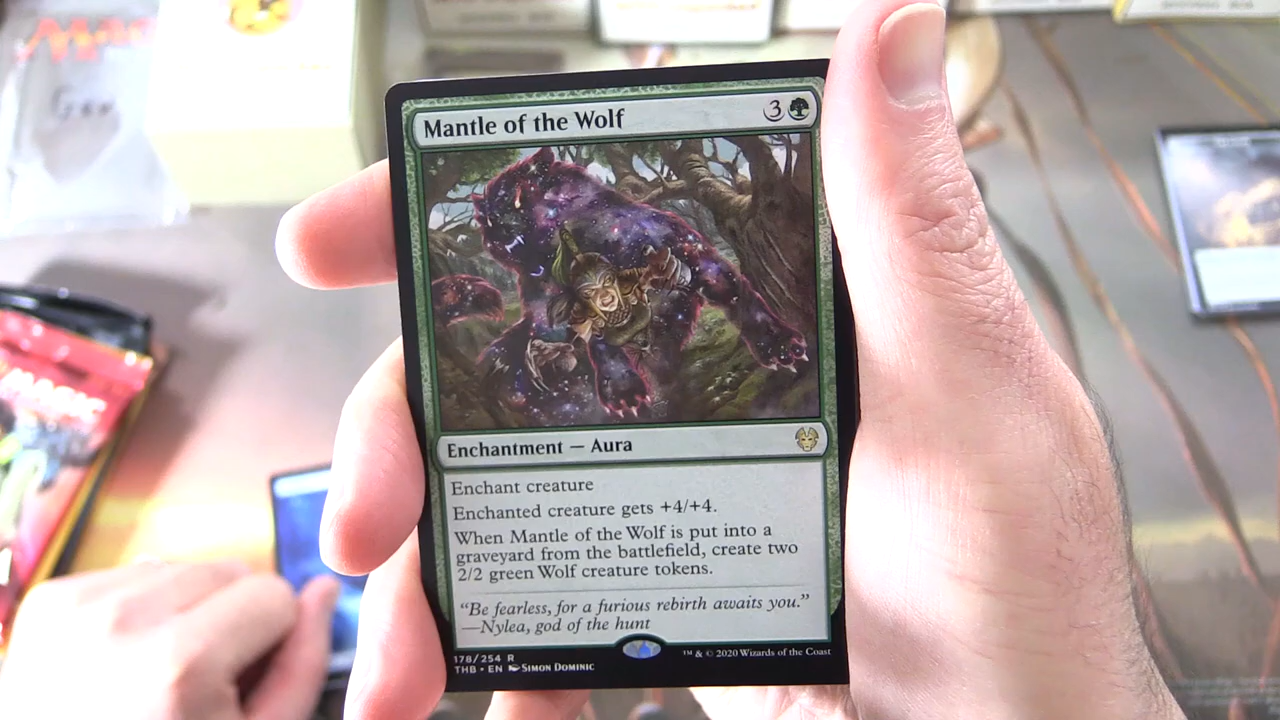 Mantle of the Wolf 3
Enchantment — Aura
Enchant creature
Enchanted creature gets +4/+4.
When Mantle of the Wolf is put into a
graveyard from the battlefield, create two
2/2 green Wolf creature tokens.
"Be fearless, for a furious rebirth awaits you."
—Nylea, god of the hunt
178/254 R
THB • EN Simon Dominic
™ & © 2020 Wizards of the Coast